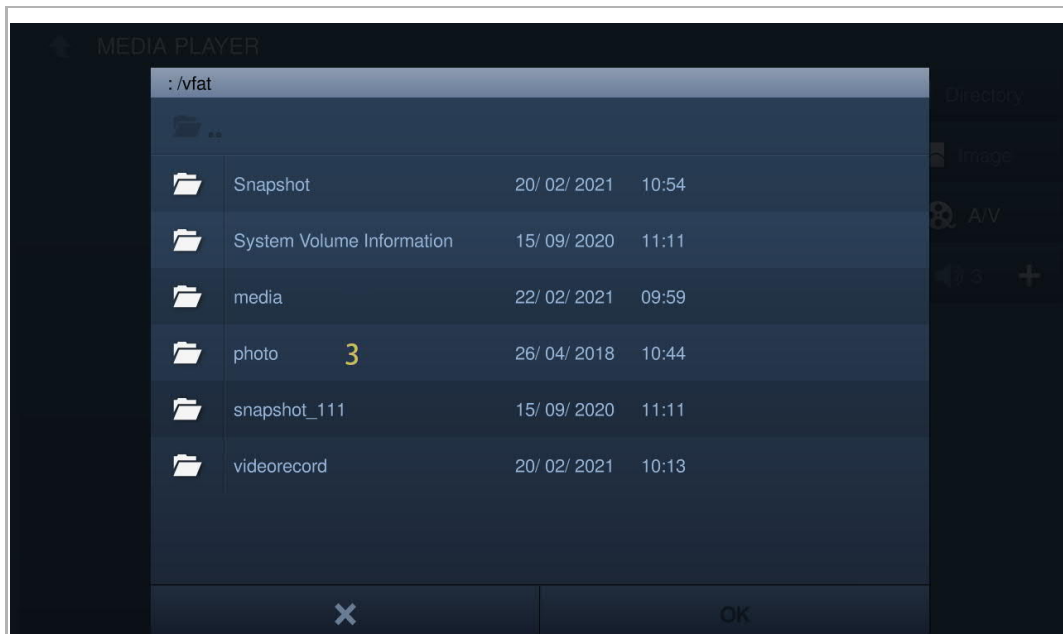 MEDIA PLAYER
: /vfat
Directory
..
Image
Snapshot 20/ 02/ 2021 10:54
A/V
System Volume Information 15/ 09/ 2020 11:11
3
media 22/ 02/ 2021 09:59
photo 3 26/ 04/ 2018 10:44
snapshot_111 15/ 09/ 2020 11:11
videorecord 20/ 02/ 2021 10:13
OK